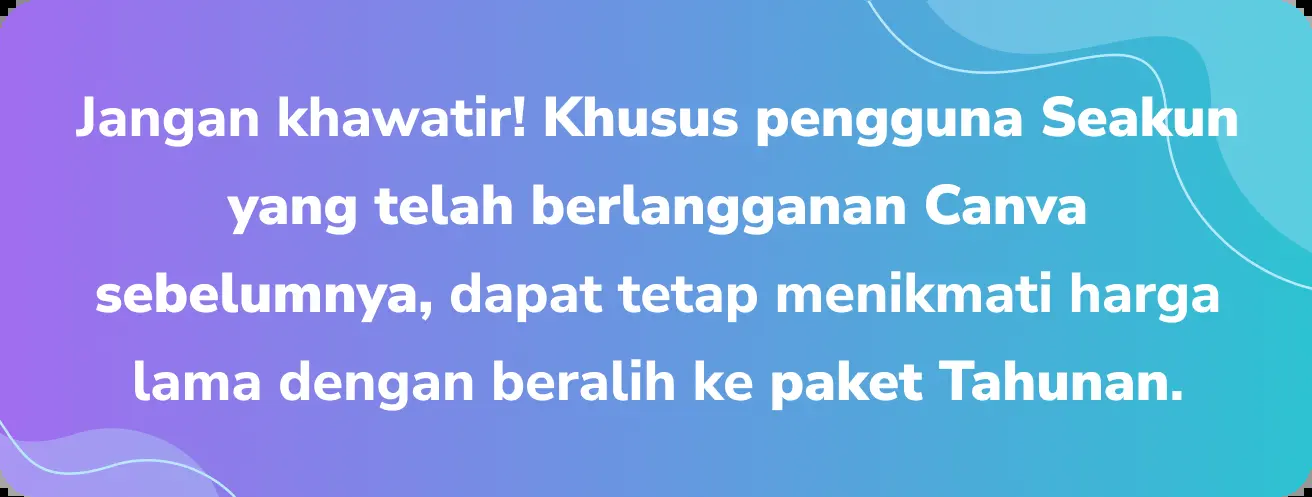 Jangan khawatir! Khusus pengguna Seakun
yang telah berlangganan Canva
sebelumnya, dapat tetap menikmati harga
lama dengan beralih ke paket Tahunan.